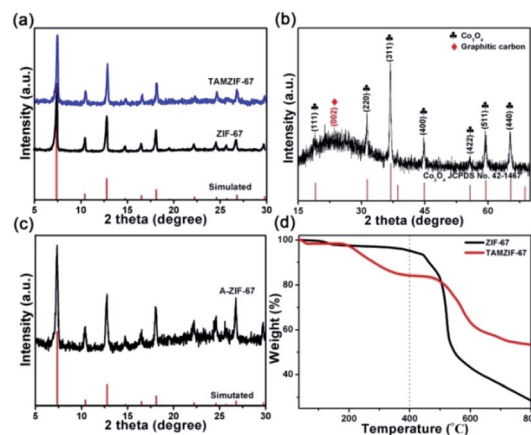 (a)
TAMZIF-67
ZIF-67
Simulated
Intensity (a.u.)
5 10 15 20 25 30
2 theta (degree)
(b)
♣ Co₃O₄
♦ Graphitic carbon
(111)♣
(002)♦
(220)♣
(311)♣
(400)♣
(422)♣
(511)♣
(440)♣
Co₃O₄ JCPDS No. 42-1467
Intensity (a.u.)
15 30 45 60
2 theta (degree)
(c)
A-ZIF-67
Simulated
Intensity (a.u.)
5 10 15 20 25 30
2 theta (degree)
(d)
ZIF-67
TAMZIF-67
Weight (%)
100
80
60
40
200 400 600 800
Temperature (°C)